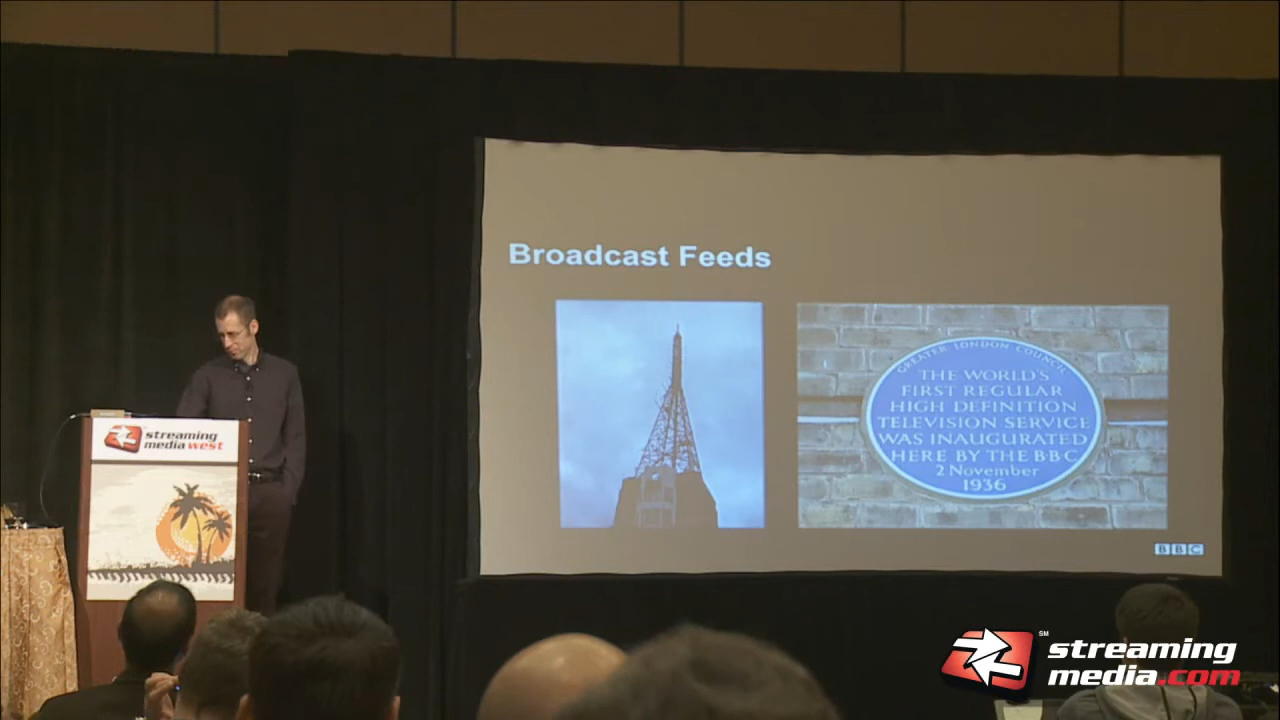 Broadcast Feeds
GREATER LONDON COUNCIL
THE WORLD'S
FIRST REGULAR
HIGH DEFINITION
TELEVISION SERVICE
WAS INAUGURATED
HERE BY THE BBC
2 November
1936
BBC
streaming
media west
SM
streaming
media.com